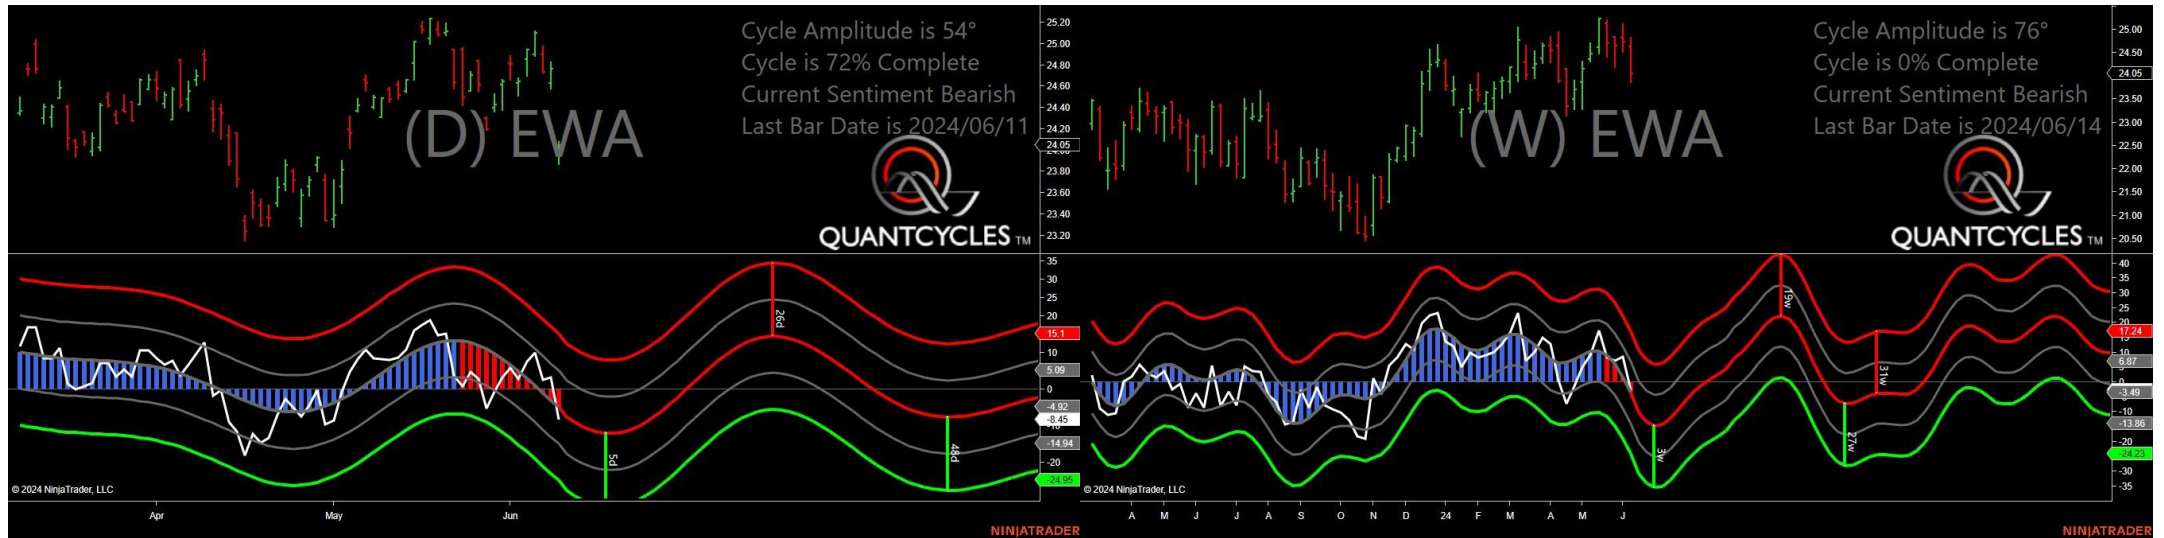 Cycle Amplitude is 54°
Cycle is 72% Complete
Current Sentiment Bearish
Last Bar Date is 2024/06/11
(D) EWA
QUANTCYCLES TM
25.20
25.00
24.80
24.60
24.40
24.20
24.05
23.80
23.60
23.40
23.20
35
30
25
20
15.1
10
5.09
0
-4.92
-8.45
-14.94
-20
-24.95
26d
5d
48d
© 2024 NinjaTrader, LLC
Apr May Jun
NINJATRADER
Cycle Amplitude is 76°
Cycle is 0% Complete
Current Sentiment Bearish
Last Bar Date is 2024/06/14
(W) EWA
QUANTCYCLES TM
25.00
24.50
24.05
23.50
23.00
22.50
22.00
21.50
21.00
20.50
40
35
30
25
20
17.24
10
6.87
0
-3.49
-10
-13.86
-20
-24.23
-30
-35
19w
31w
3w
27w
© 2024 NinjaTrader, LLC
A M J J A S O N D 24 F M A M J
NINJATRADER